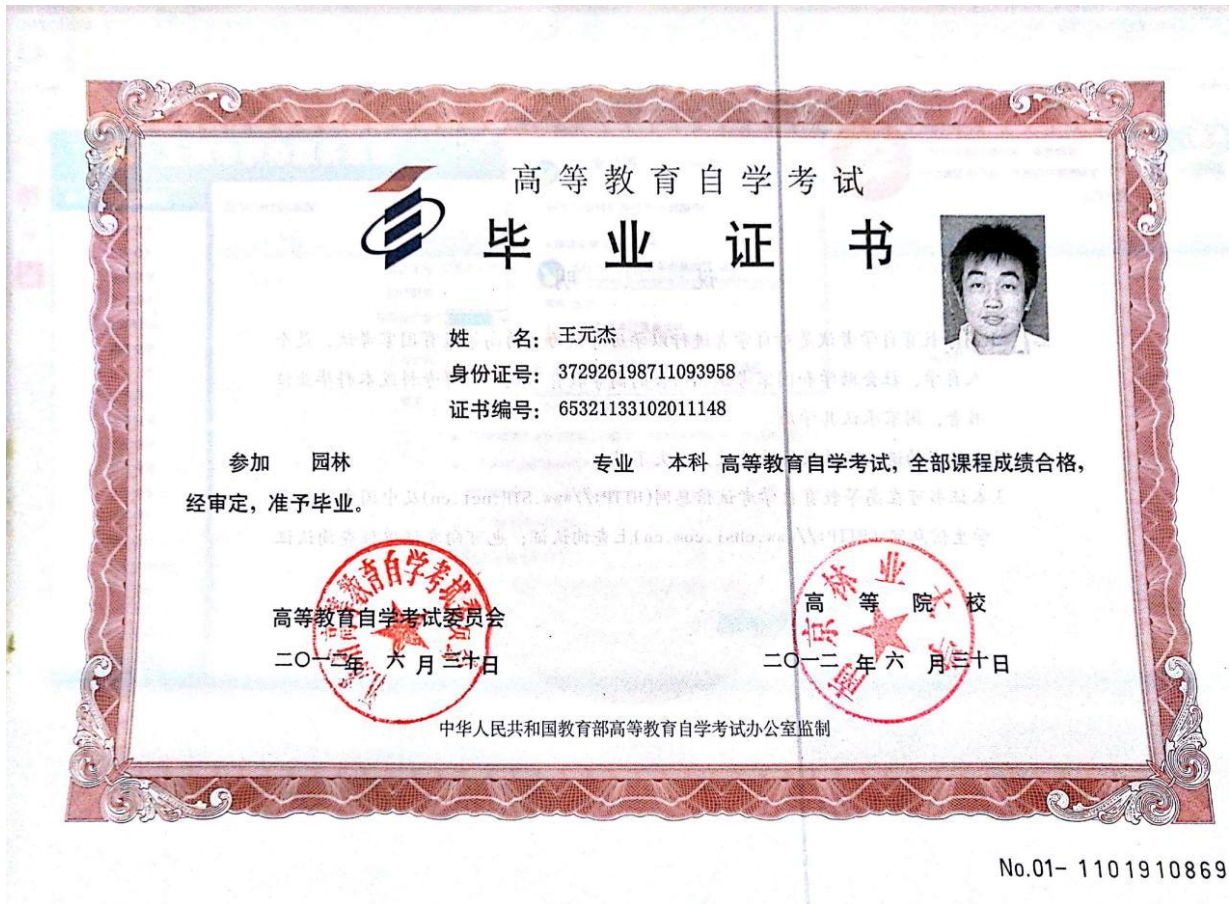 高等教育自学考试
毕业证书
姓 名： 王元杰
身份证号： 372926198711093958
证书编号： 65321133102011148
参加 园林 专业 本科 高等教育自学考试，全部课程成绩合格，
经审定，准予毕业。
高等教育自学考试委员会
高 等 院 校
二〇一二年 六 月三十日
二〇一二 年 六 月三十日
中华人民共和国教育部高等教育自学考试办公室监制
No.01- 1101910869